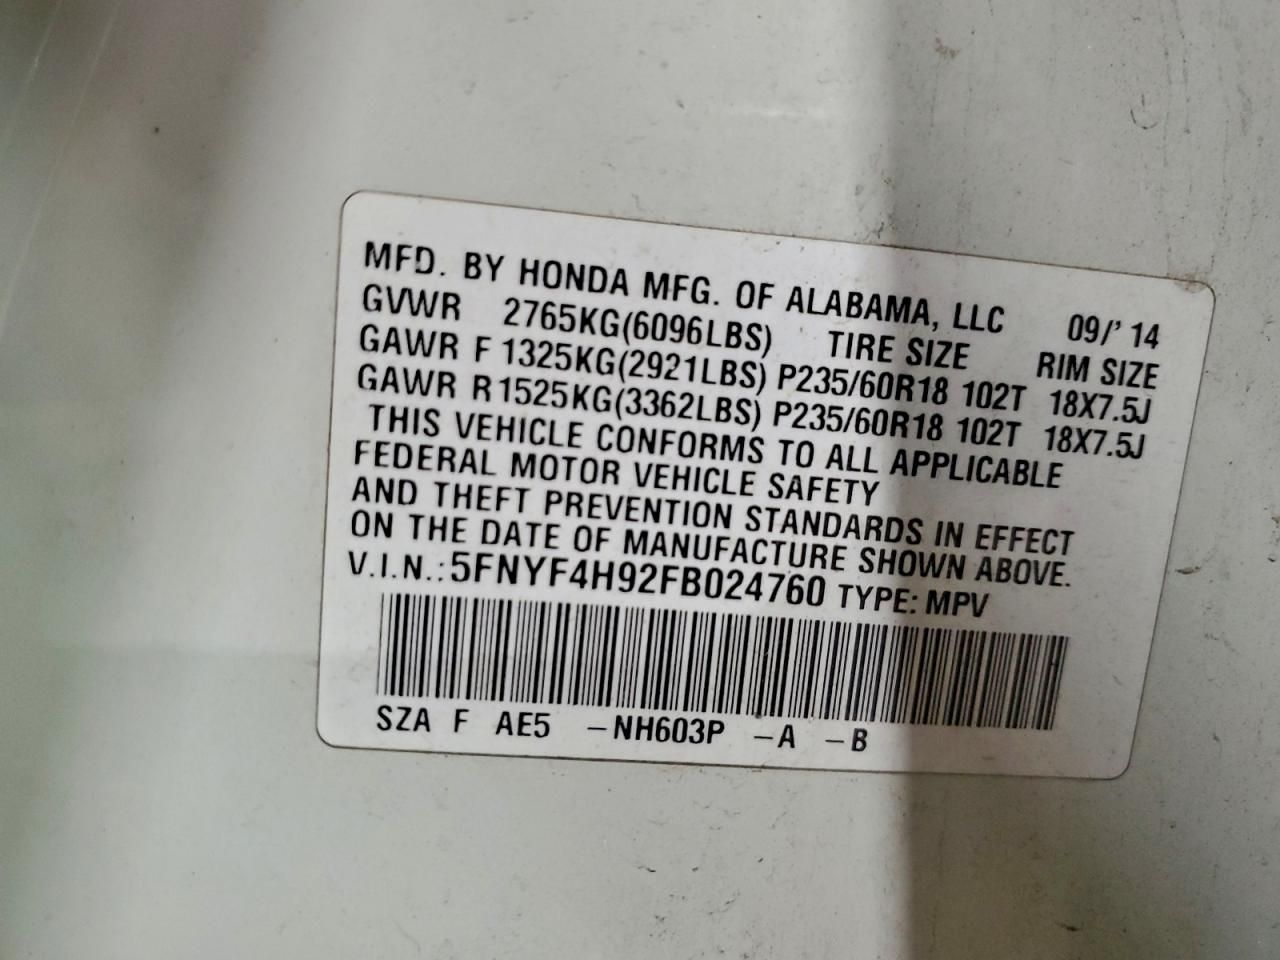 MFD. BY HONDA MFG. OF ALABAMA, LLC 09/'14
GVWR 2765KG(6096LBS) TIRE SIZE RIM SIZE
GAWR F 1325KG(2921LBS) P235/60R18 102T 18X7.5J
GAWR R 1525KG(3362LBS) P235/60R18 102T 18X7.5J
THIS VEHICLE CONFORMS TO ALL APPLICABLE
FEDERAL MOTOR VEHICLE SAFETY
AND THEFT PREVENTION STANDARDS IN EFFECT
ON THE DATE OF MANUFACTURE SHOWN ABOVE.
V.I.N.: 5FNYF4H92FB024760 TYPE: MPV
SZA F AE5 -NH603P -A -B